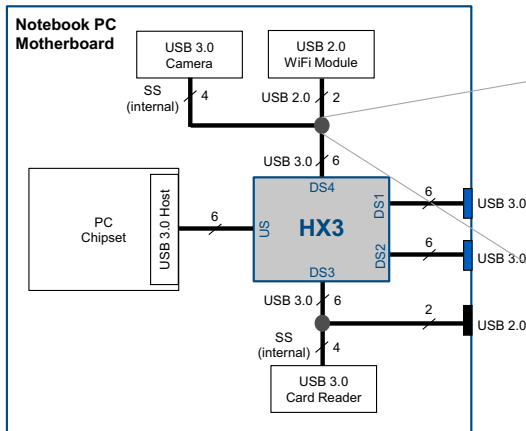 Notebook PC
Motherboard
USB 3.0
Camera
USB 2.0
WiFi Module
SS
(internal)
4
USB 2.0
2
USB 3.0
6
DS4
PC
Chipset
USB 3.0 Host
6
US
HX3
DS1
6
USB 3.0
DS2
6
USB 3.0
DS3
USB 3.0
6
2
USB 2.0
SS
(internal)
4
USB 3.0
Card Reader